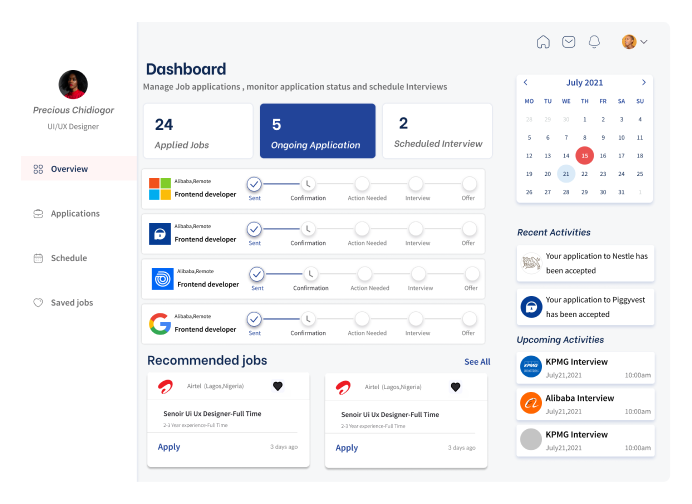 Precious Chidiogor
UI/UX Designer
Overview
Applications
Schedule
Saved jobs
Dashboard
Manage Job applications , monitor application status and schedule Interviews
24
Applied Jobs
5
Ongoing Application
2
Scheduled Interview
Alibaba,Remote
Frontend developer
Sent
Confirmation
Action Needed
Interview
Offer
Alibaba,Remote
Frontend developer
Sent
Confirmation
Action Needed
Interview
Offer
Alibaba,Remote
Frontend developer
Sent
Confirmation
Action Needed
Interview
Offer
Alibaba,Remote
Frontend developer
Sent
Confirmation
Action Needed
Interview
Offer
Recommended jobs
See All
Airtel (Lagos,Nigeria)
Senoir Ui Ux Designer-Full Time
2-3 Year experience-Full Time
Apply
3 days ago
Airtel (Lagos,Nigeria)
Senoir Ui Ux Designer-Full Time
2-3 Year experience-Full Time
Apply
3 days ago
July 2021
MO TU WE TH FR SA SU
28 29 30 1 2 3 4
5 6 7 8 9 10 11
12 13 14 15 16 17 18
19 20 21 22 23 24 25
26 27 28 29 30 31 1
Recent Activities
Your application to Nestle has
been accepted
Your application to Piggyvest
has been accepted
Upcoming Activities
KPMG
KPMG Interview
July21,2021 10:00am
Alibaba Interview
July21,2021 10:00am
KPMG Interview
July21,2021 10:00am